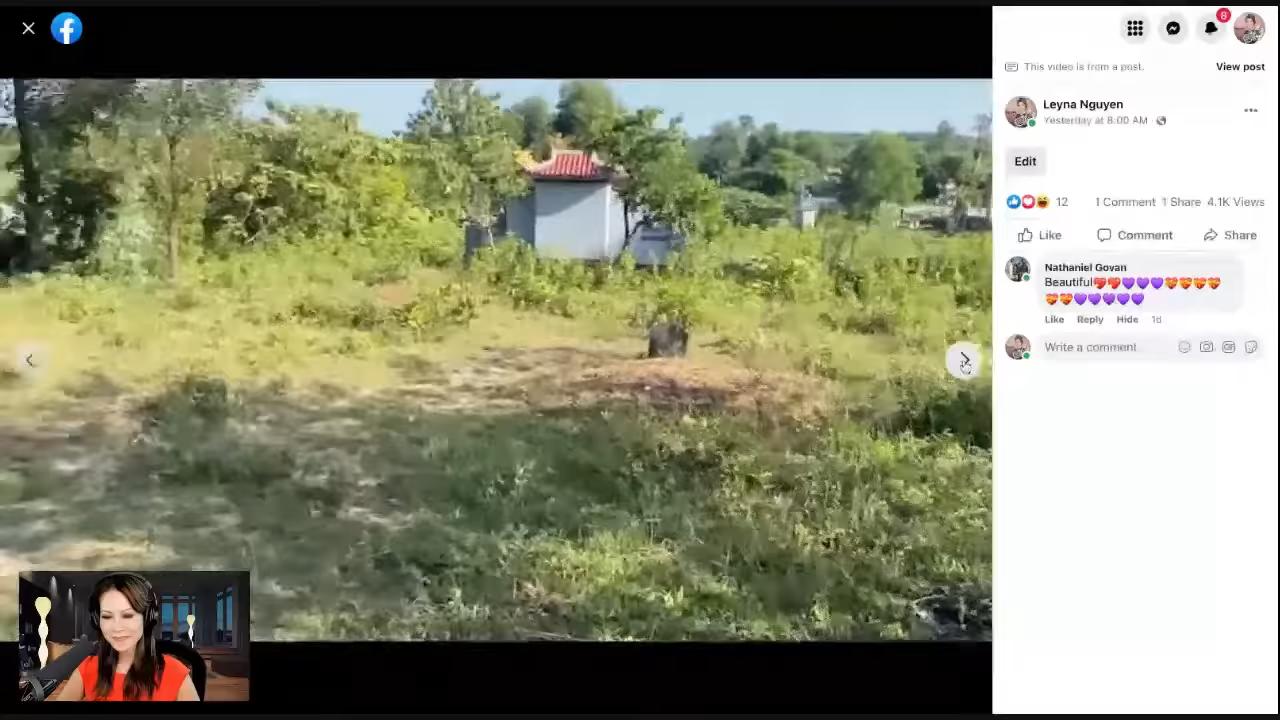 8
This video is from a post.
View post
Leyna Nguyen
Yesterday at 8:00 AM
Edit
12
1 Comment 1 Share 4.1K Views
Like
Comment
Share
Nathaniel Govan
Beautiful💝💝💜💜💜💝💝💝💝
💝💝💜💜💜💜💜
Like Reply Hide 1d
Write a comment